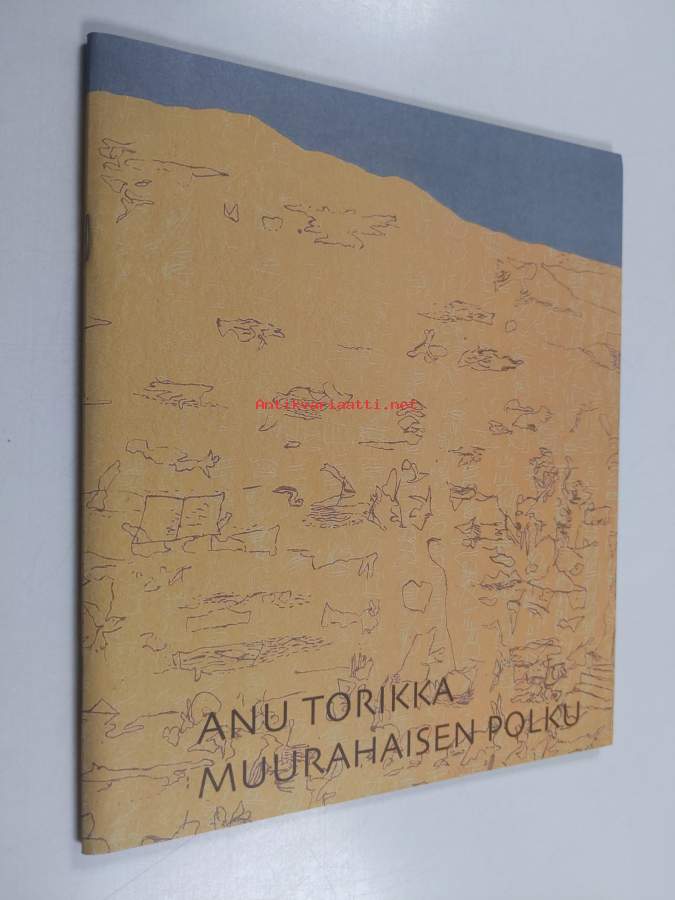 Antikvariaatti.net
ANU TORIKKA
MUURAHAISEN POLKU